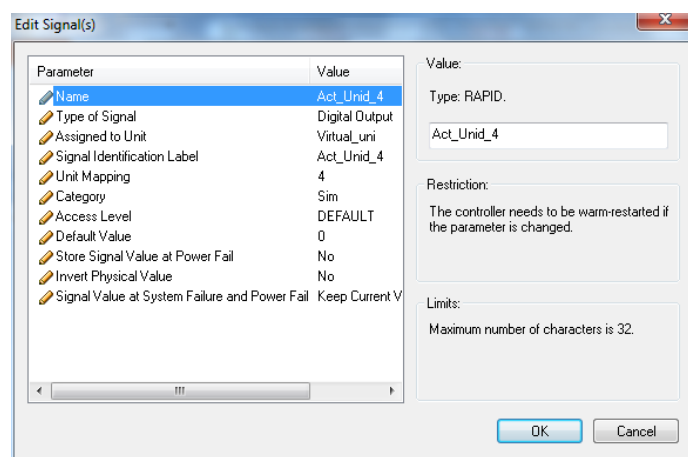 Edit Signal(s)
Parameter Value
Name Act_Unid_4
Type of Signal Digital Output
Assigned to Unit Virtual_uni
Signal Identification Label Act_Unid_4
Unit Mapping 4
Category Sim
Access Level DEFAULT
Default Value 0
Store Signal Value at Power Fail No
Invert Physical Value No
Signal Value at System Failure and Power Fail Keep Current V
Value:
Type: RAPID.
Act_Unid_4
Restriction:
The controller needs to be warm-restarted if
the parameter is changed.
Limits:
Maximum number of characters is 32.
OK Cancel